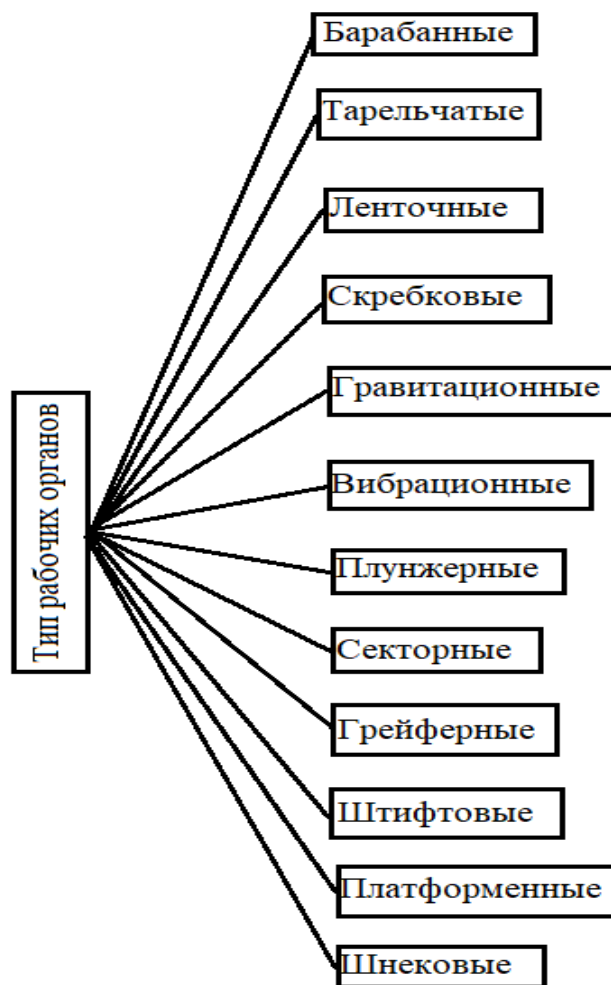 Барабанные
Тарельчатые
Ленточные
Скребковые
Гравитационные
Вибрационные
Плунжерные
Секторные
Грейферные
Штифтовые
Платформенные
Шнековые
Тип рабочих органов